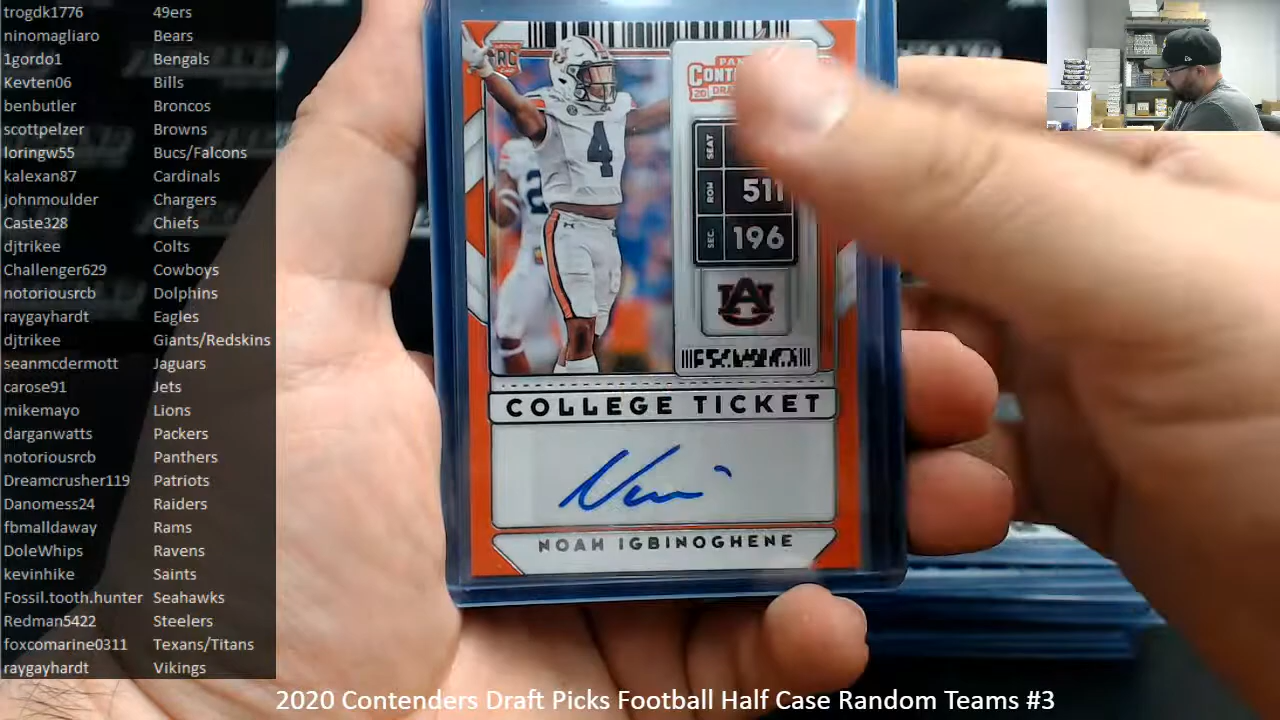 trogdk1776 49ers
ninomagliaro Bears
1gordo1 Bengals
Kevten06 Bills
benbutler Broncos
scottpelzer Browns
loringw55 Bucs/Falcons
kalexan87 Cardinals
johnmoulder Chargers
Caste328 Chiefs
djtrikee Colts
Challenger629 Cowboys
notoriousrcb Dolphins
raygayhardt Eagles
djtrikee Giants/Redskins
seanmcdermott Jaguars
carose91 Jets
mikemayo Lions
darganwatts Packers
notoriousrcb Panthers
Dreamcrusher119 Patriots
Danomess24 Raiders
fbmalldaway Rams
DoleWhips Ravens
kevinhike Saints
Fossil.tooth.hunter Seahawks
Redman5422 Steelers
foxcomarine0311 Texans/Titans
raygayhardt Vikings
RC
4
2
20
SEAT
ROW 511
SEC. 196
AU
COLLEGE TICKET
NOAH IGBINOGHENE
2020 Contenders Draft Picks Football Half Case Random Teams #3